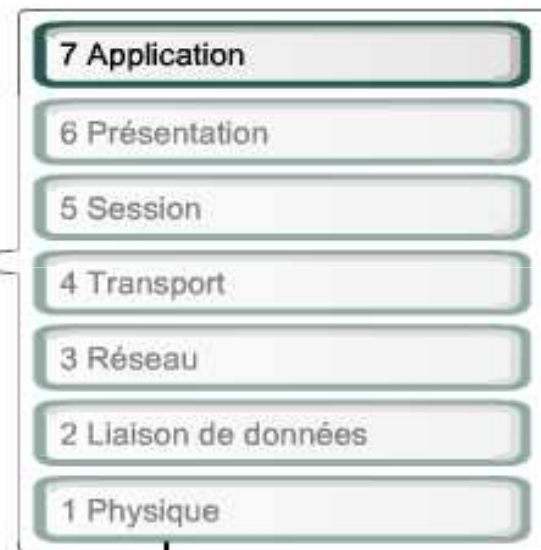 7 Application
6 Présentation
5 Session
4 Transport
3 Réseau
2 Liaison de données
1 Physique